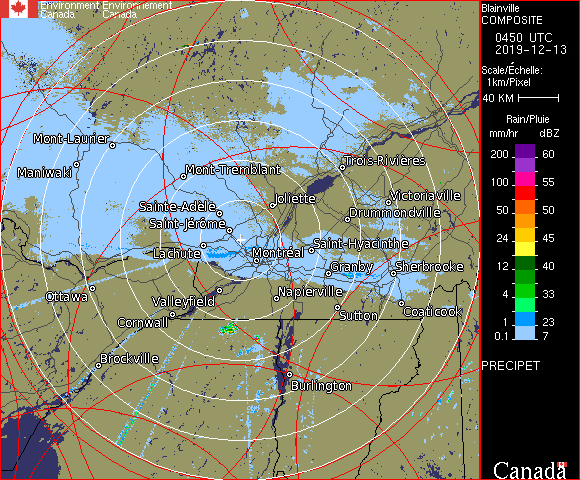 Environment Environnement
Canada Canada
Blainville
COMPOSITE
0450 UTC
2019-12-13
Scale/Échelle:
1km/Pixel
40 KM
Rain/Pluie
mm/hr dBZ
200 60
150 57
100 55
50 50
24 45
12 40
4 33
1 23
0.1 7
PRECIPET
Canada
Mont-Laurier
Maniwaki
Mont-Tremblant
Trois-Rivières
Joliette
Victoriaville
Sainte-Adèle
Drummondville
Saint-Jérôme
Saint-Hyacinthe
Lachute
Montréal
Granby
Sherbrooke
Ottawa
Valleyfield
Napierville
Coaticook
Cornwall
Sutton
Brockville
Burlington